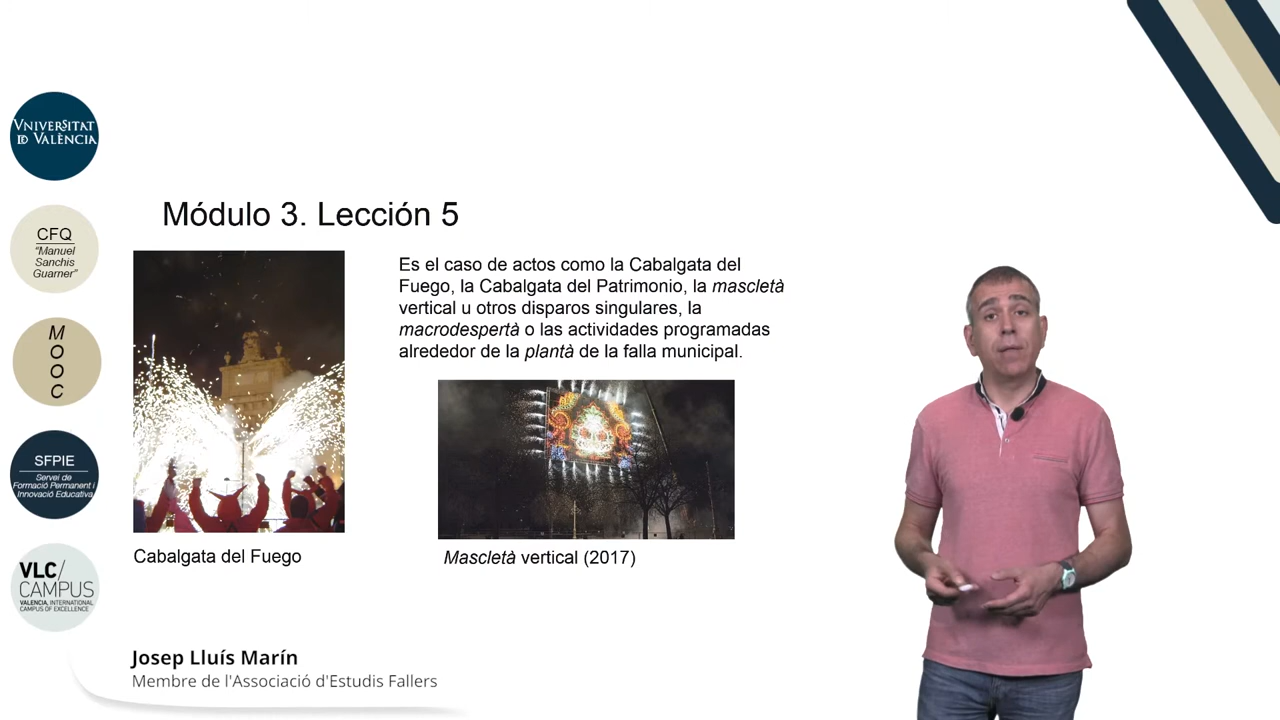 VNIVERSITAT
ID VALÈNCIA
CFQ
“Manuel
Sanchis
Guarner”
M
O
O
C
SFPIE
Servei de
Formació Permanent i
Innovació Educativa
VLC/
CAMPUS
VALENCIA, INTERNATIONAL
CAMPUS OF EXCELLENCE
Módulo 3. Lección 5
Es el caso de actos como la Cabalgata del
Fuego, la Cabalgata del Patrimonio, la mascletà
vertical u otros disparos singulares, la
macrodespertà o las actividades programadas
alrededor de la plantà de la falla municipal.
Cabalgata del Fuego
Mascletà vertical (2017)
Josep Lluís Marín
Membre de l'Associació d'Estudis Fallers